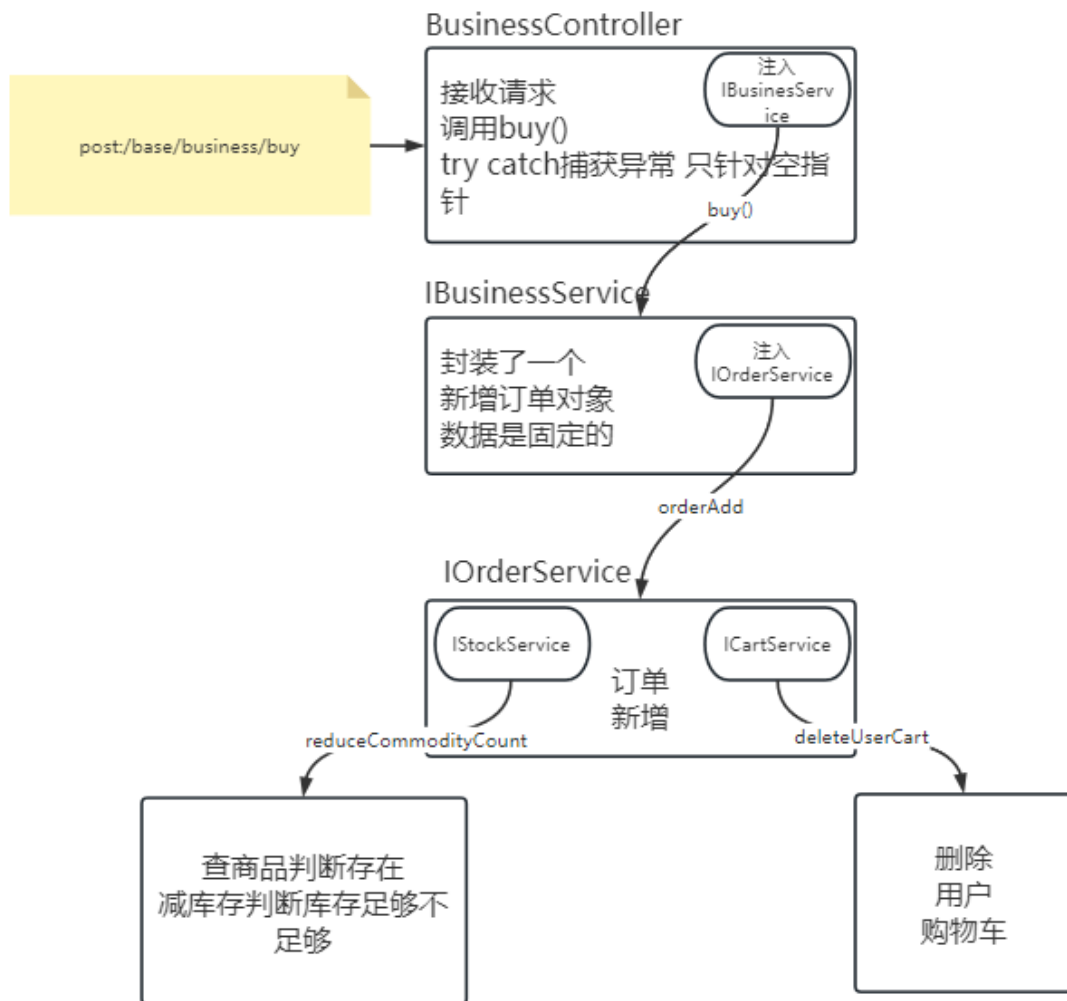 BusinessController
post:/base/business/buy
接收请求
调用buy()
try catch捕获异常 只针对空指
针
注入
IBusinesServ
ice
buy()
IBusinessService
封装了一个
新增订单对象
数据是固定的
注入
IOrderService
orderAdd
IOrderService
IStockService
ICartService
订单
新增
reduceCommodityCount
deleteUserCart
查商品判断存在
减库存判断库存足够不
足够
删除
用户
购物车